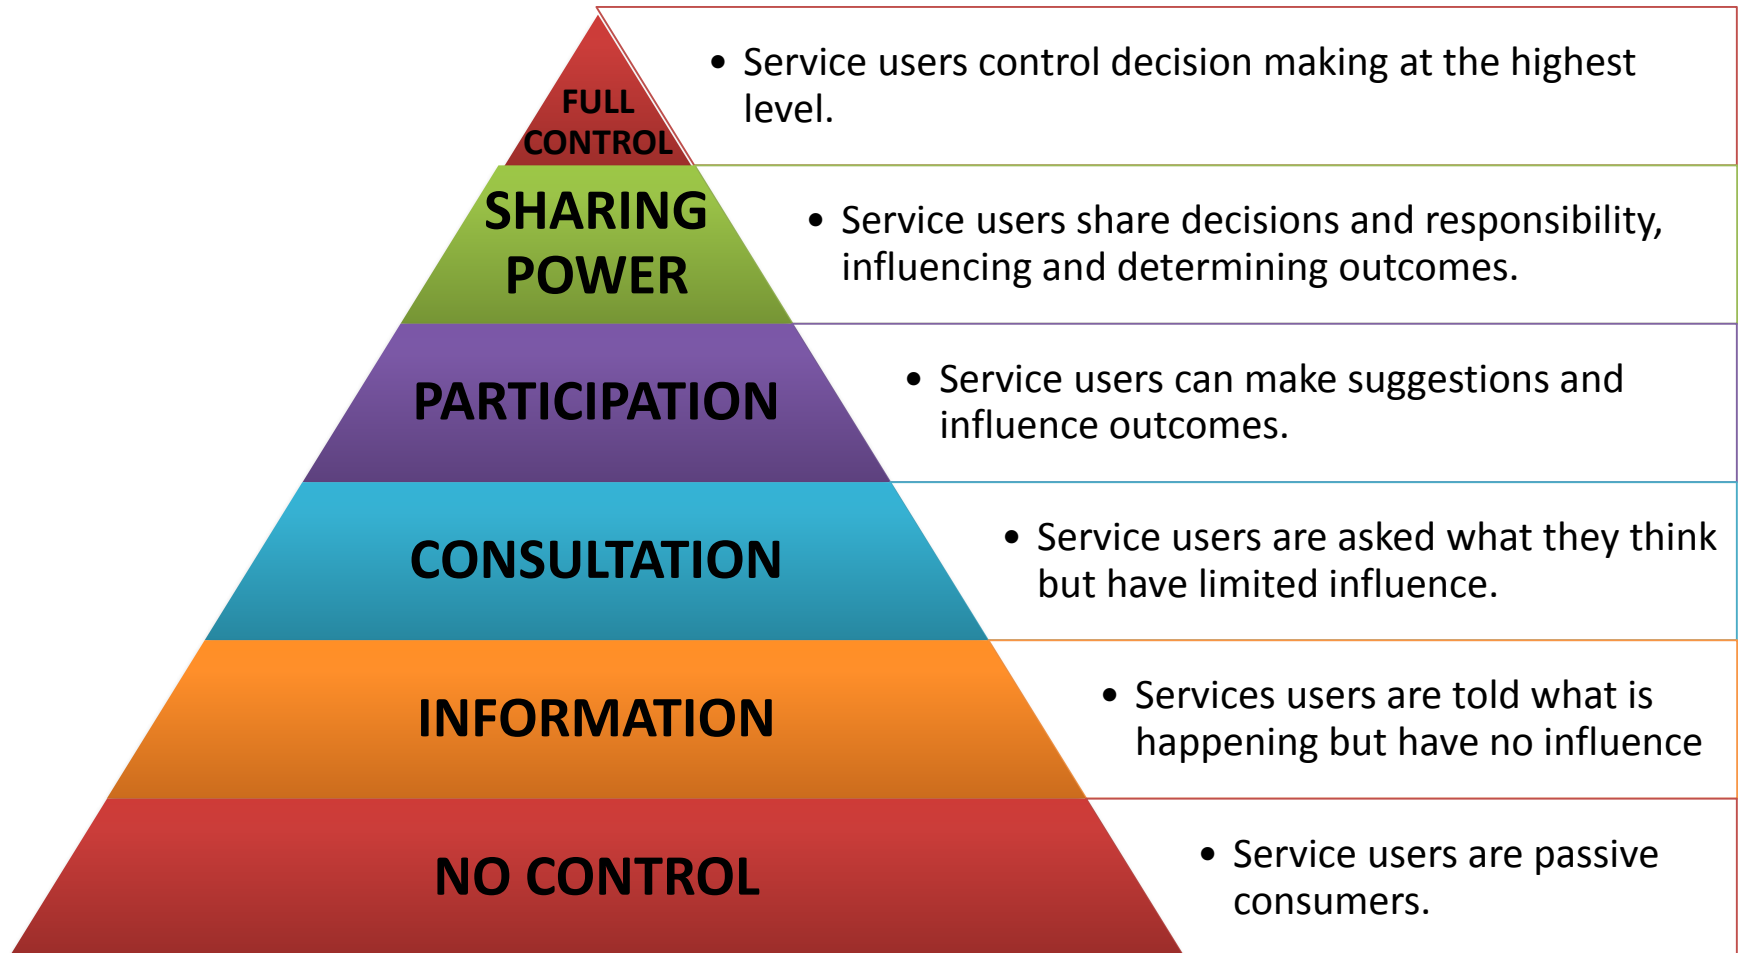 FULL
CONTROL
• Service users control decision making at the highest
level.
SHARING
POWER
• Service users share decisions and responsibility,
influencing and determining outcomes.
PARTICIPATION
• Service users can make suggestions and
influence outcomes.
CONSULTATION
• Service users are asked what they think
but have limited influence.
INFORMATION
• Services users are told what is
happening but have no influence
NO CONTROL
• Service users are passive
consumers.